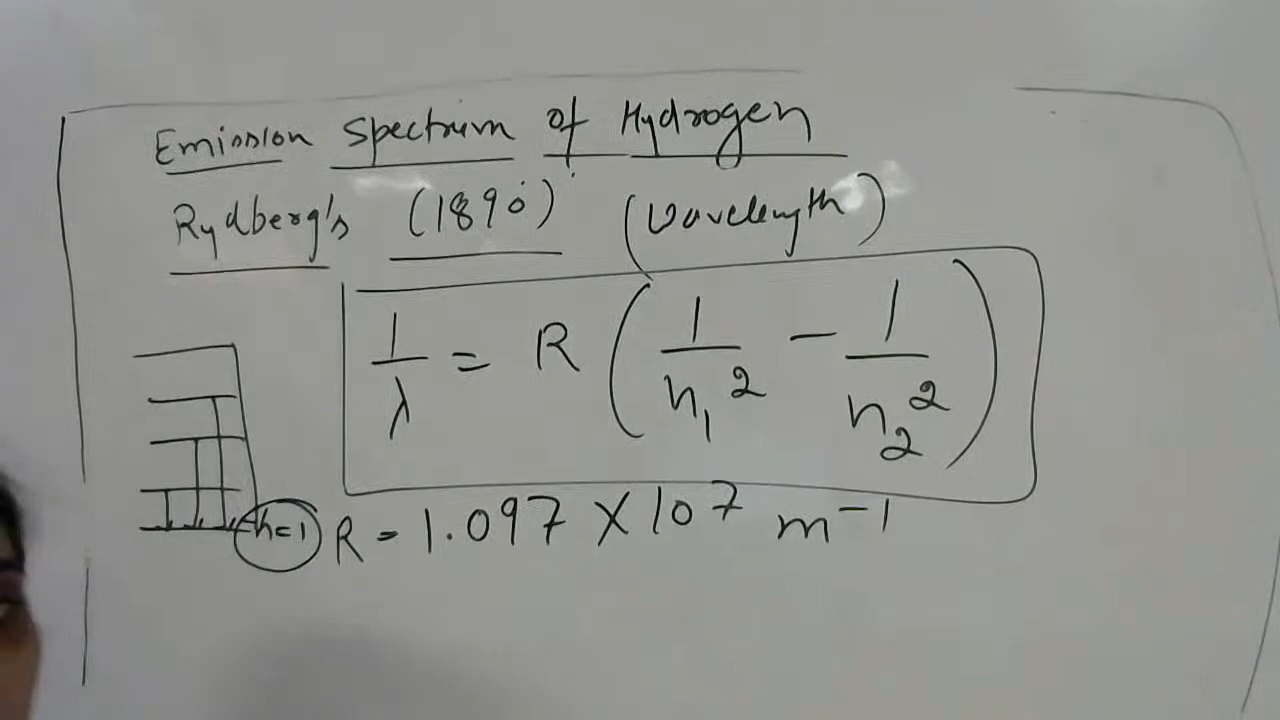 Emission Spectrum of Hydrogen
Rydberg's (1890) (Wavelength)
1/λ = R (1/n₁² - 1/n₂²)
n=1 R = 1.097 × 10⁷ m⁻¹